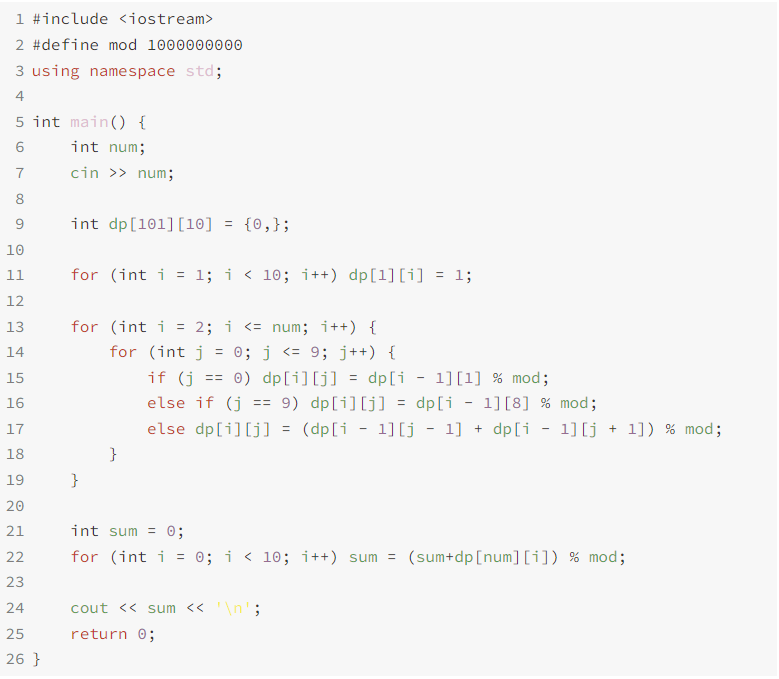 1 #include <iostream>
2 #define mod 1000000000
3 using namespace std;
4
5 int main() {
6     int num;
7     cin >> num;
8
9     int dp[101][10] = {0,};
10
11     for (int i = 1; i < 10; i++) dp[1][i] = 1;
12
13     for (int i = 2; i <= num; i++) {
14         for (int j = 0; j <= 9; j++) {
15             if (j == 0) dp[i][j] = dp[i - 1][1] % mod;
16             else if (j == 9) dp[i][j] = dp[i - 1][8] % mod;
17             else dp[i][j] = (dp[i - 1][j - 1] + dp[i - 1][j + 1]) % mod;
18         }
19     }
20
21     int sum = 0;
22     for (int i = 0; i < 10; i++) sum = (sum+dp[num][i]) % mod;
23
24     cout << sum << '\n';
25     return 0;
26 }